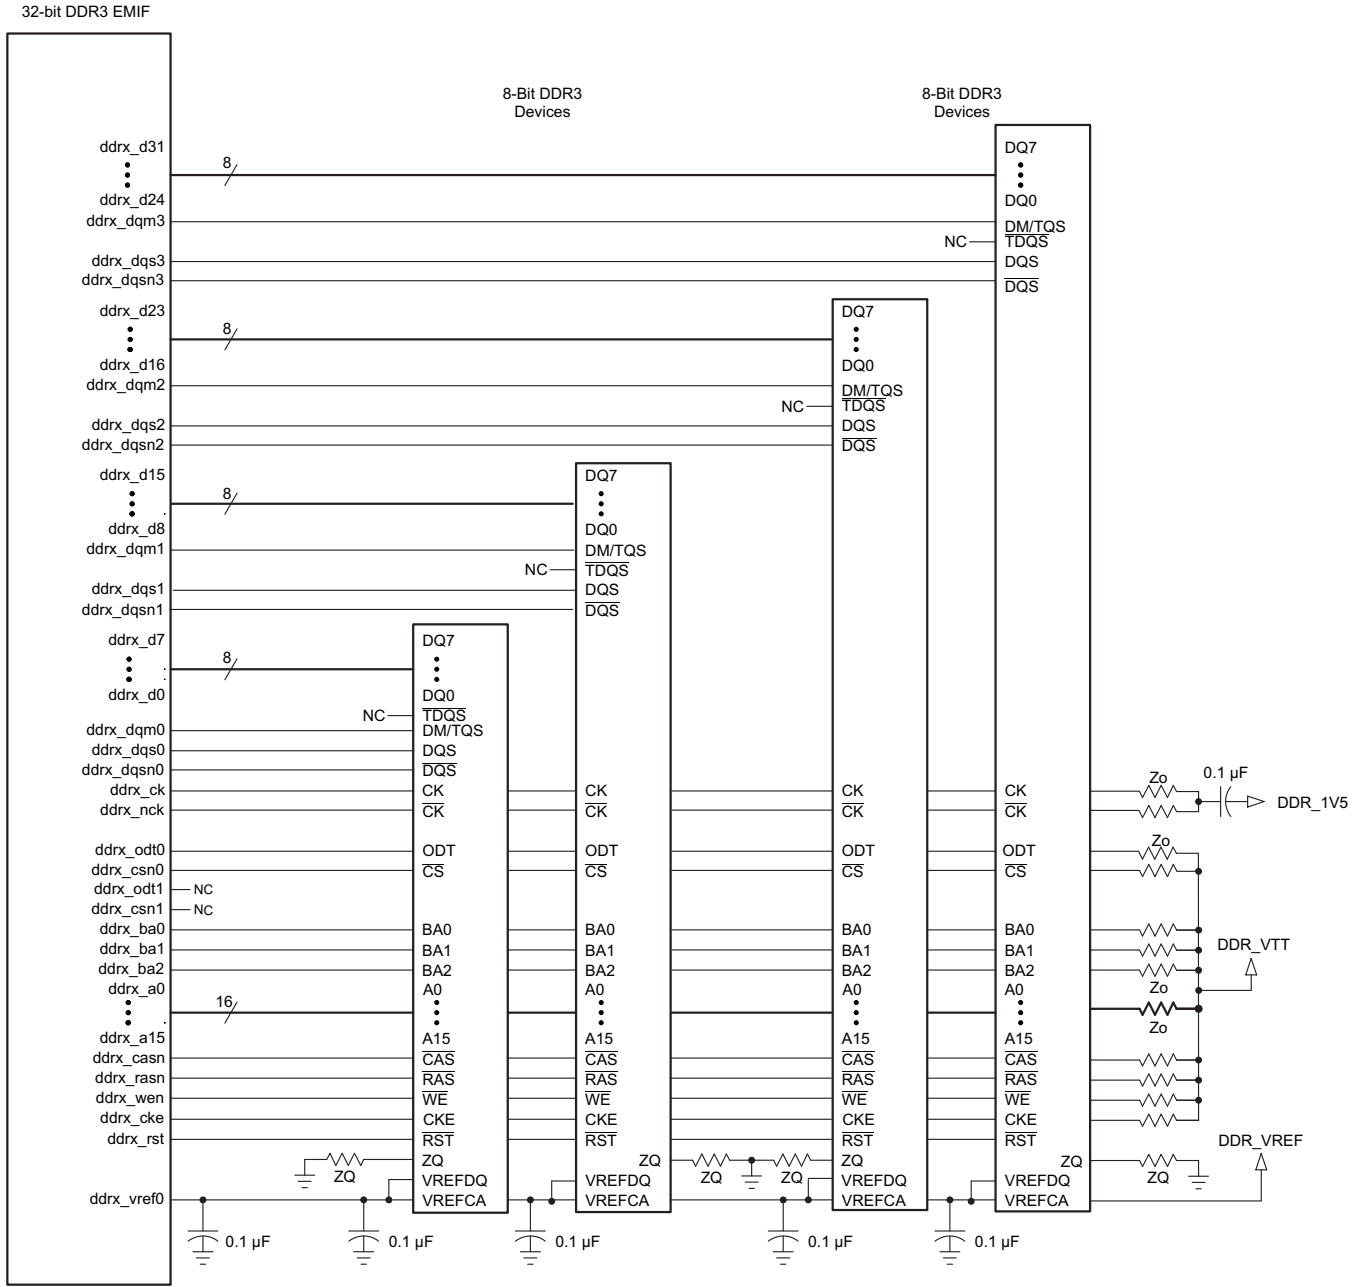 32-bit DDR3 EMIF
8-Bit DDR3
Devices
8-Bit DDR3
Devices
ddrx_d31
8
DQ7
ddrx_d24
DQ0
ddrx_dqm3
DM/TQS
NC
TDQS
ddrx_dqs3
DQS
ddrx_dqsn3
DQS
ddrx_d23
8
DQ7
ddrx_d16
DQ0
ddrx_dqm2
DM/TQS
NC
TDQS
ddrx_dqs2
DQS
ddrx_dqsn2
DQS
ddrx_d15
8
DQ7
ddrx_d8
DQ0
ddrx_dqm1
DM/TQS
NC
TDQS
ddrx_dqs1
DQS
ddrx_dqsn1
DQS
ddrx_d7
8
DQ7
ddrx_d0
DQ0
NC
TDQS
ddrx_dqm0
DM/TQS
ddrx_dqs0
DQS
ddrx_dqsn0
DQS
ddrx_ck CK CK CK CK
Zo
0.1 µF
DDR_1V5
ddrx_nck CK CK CK CK
ddrx_odt0 ODT ODT ODT ODT
Zo
ddrx_csn0 CS CS CS CS
ddrx_odt1 NC
ddrx_csn1 NC
ddrx_ba0 BA0 BA0 BA0 BA0
ddrx_ba1 BA1 BA1 BA1 BA1
DDR_VTT
ddrx_ba2 BA2 BA2 BA2 BA2
ddrx_a0 A0 A0 A0 A0
Zo
16
Zo
ddrx_a15 A15 A15 A15 A15
ddrx_casn CAS CAS CAS CAS
ddrx_rasn RAS RAS RAS RAS
ddrx_wen WE WE WE WE
ddrx_cke CKE CKE CKE CKE
ddrx_rst RST RST RST RST
DDR_VREF
ZQ ZQ ZQ ZQ
ZQ ZQ ZQ ZQ
VREFDQ VREFDQ VREFDQ VREFDQ
ddrx_vref0 VREFCA VREFCA VREFCA VREFCA
0.1 µF 0.1 µF 0.1 µF 0.1 µF 0.1 µF